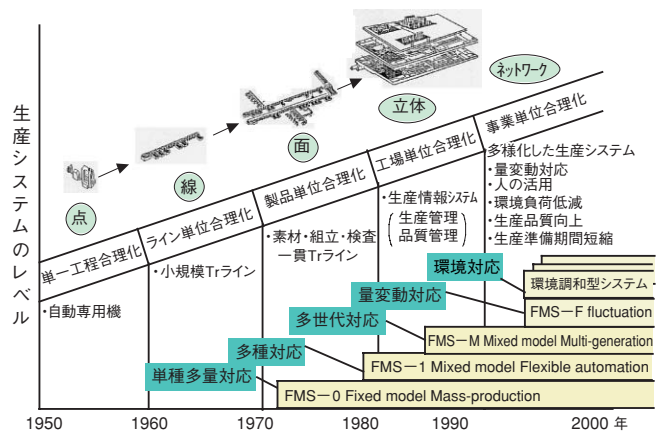 生産システムのレベル
点
線
面
立体
ネットワーク
単一工程合理化
ライン単位合理化
製品単位合理化
工場単位合理化
事業単位合理化
・自動専用機
・小規模Trライン
・素材・組立・検査
一貫Trライン
・生産情報システム
(生産管理
品質管理)
多様化した生産システム
・量変動対応
・人の活用
・環境負荷低減
・生産品質向上
・生産準備期間短縮
環境対応
環境調和型システム
量変動対応
FMS－F fluctuation
多世代対応
FMS－M Mixed model Multi-generation
多種対応
FMS－1 Mixed model Flexible automation
単種多量対応
FMS－0 Fixed model Mass-production
1950
1960
1970
1980
1990
2000 年